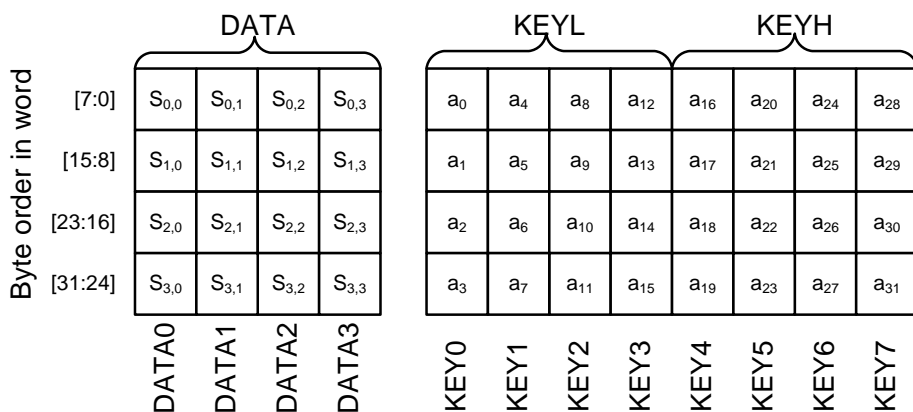 DATA KEYL KEYH
Byte order in word
[7:0] S0,0 S0,1 S0,2 S0,3 a0 a4 a8 a12 a16 a20 a24 a28
[15:8] S1,0 S1,1 S1,2 S1,3 a1 a5 a9 a13 a17 a21 a25 a29
[23:16] S2,0 S2,1 S2,2 S2,3 a2 a6 a10 a14 a18 a22 a26 a30
[31:24] S3,0 S3,1 S3,2 S3,3 a3 a7 a11 a15 a19 a23 a27 a31
DATA0 DATA1 DATA2 DATA3 KEY0 KEY1 KEY2 KEY3 KEY4 KEY5 KEY6 KEY7